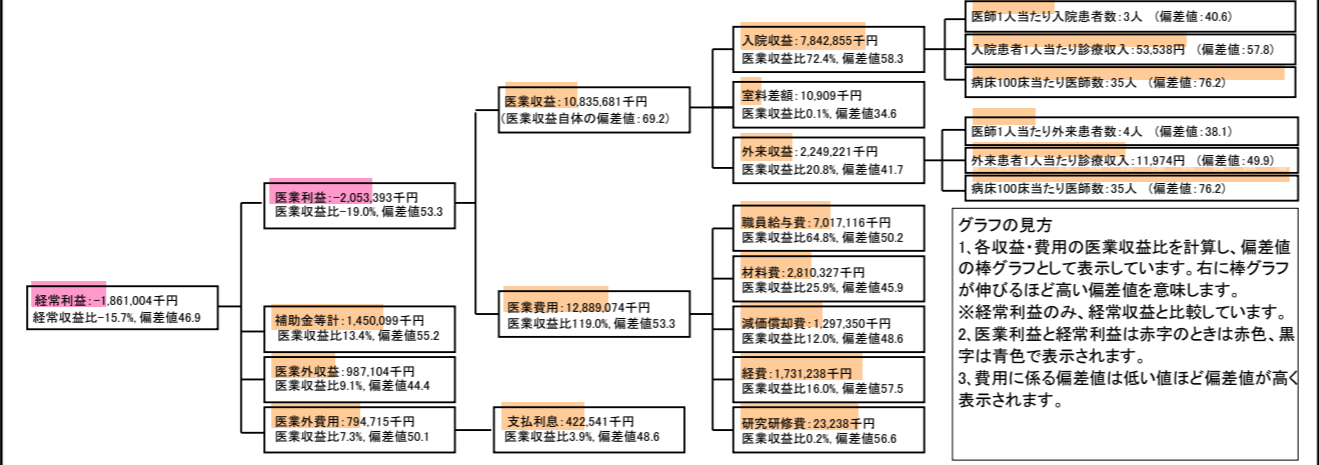 経常利益:-1,861,004千円
経常収益比-15.7%, 偏差値46.9
医業利益:-2,053,393千円
医業収益比-19.0%, 偏差値53.3
補助金等計:1,450,099千円
医業収益比13.4%, 偏差値55.2
医業外収益:987,104千円
医業収益比9.1%, 偏差値44.4
医業外費用:794,715千円
医業収益比7.3%, 偏差値50.1
医業収益:10,835,681千円
(医業収益自体の偏差値:69.2)
医業費用:12,889,074千円
医業収益比119.0%, 偏差値53.3
支払利息:422,541千円
医業収益比3.9%, 偏差値48.6
入院収益:7,842,855千円
医業収益比72.4%, 偏差値58.3
室料差額:10,909千円
医業収益比0.1%, 偏差値34.6
外来収益:2,249,221千円
医業収益比20.8%, 偏差値41.7
職員給与費:7,017,116千円
医業収益比64.8%, 偏差値50.2
材料費:2,810,327千円
医業収益比25.9%, 偏差値45.9
減価償却費:1,297,350千円
医業収益比12.0%, 偏差値48.6
経費:1,731,238千円
医業収益比16.0%, 偏差値57.5
研究研修費:23,238千円
医業収益比0.2%, 偏差値56.6
医師1人当たり入院患者数:3人 (偏差値:40.6)
入院患者1人当たり診療収入:53,538円 (偏差値:57.8)
病床100床当たり医師数:35人 (偏差値:76.2)
医師1人当たり外来患者数:4人 (偏差値:38.1)
外来患者1人当たり診療収入:11,974円 (偏差値:49.9)
病床100床当たり医師数:35人 (偏差値:76.2)
グラフの見方
1、各収益・費用の医業収益比を計算し、偏差値
の棒グラフとして表示しています。右に棒グラフ
が伸びるほど高い偏差値を意味します。
※経常利益のみ、経常収益と比較しています。
2、医業利益と経常利益は赤字のときは赤色、黒
字は青色で表示されます。
3、費用に係る偏差値は低い値ほど偏差値が高く
表示されます。